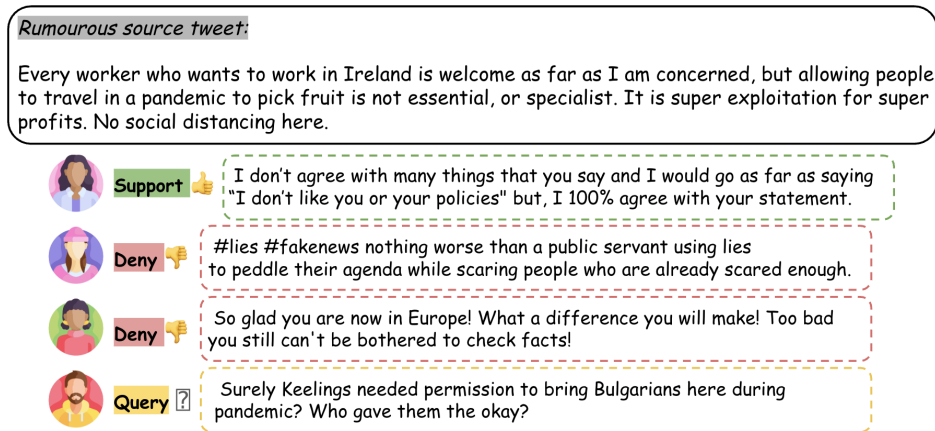 Rumourous source tweet:
Every worker who wants to work in Ireland is welcome as far as I am concerned, but allowing people
to travel in a pandemic to pick fruit is not essential, or specialist. It is super exploitation for super
profits. No social distancing here.
Support
I don't agree with many things that you say and I would go as far as saying
“I don't like you or your policies" but, I 100% agree with your statement.
Deny
#lies #fakenews nothing worse than a public servant using lies
to peddle their agenda while scaring people who are already scared enough.
Deny
So glad you are now in Europe! What a difference you will make! Too bad
you still can't be bothered to check facts!
Query ?
Surely Keelings needed permission to bring Bulgarians here during
pandemic? Who gave them the okay?